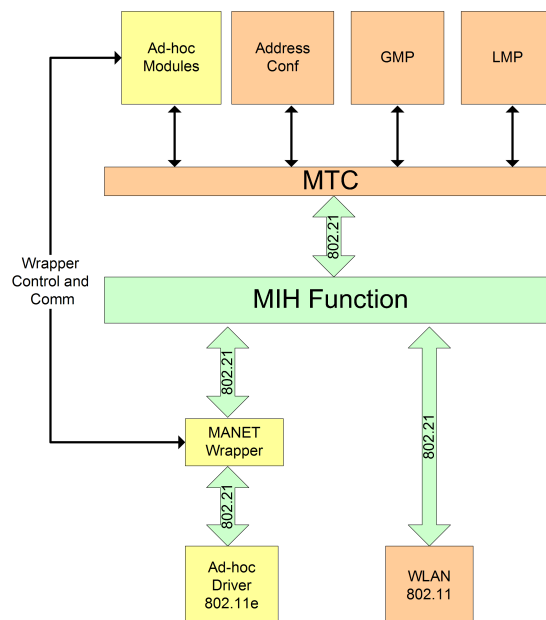 Ad-hoc
Modules
Address
Conf
GMP
LMP
MTC
802.21
Wrapper
Control and
Comm
MIH Function
802.21
802.21
MANET
Wrapper
802.21
Ad-hoc
Driver
802.11e
WLAN
802.11